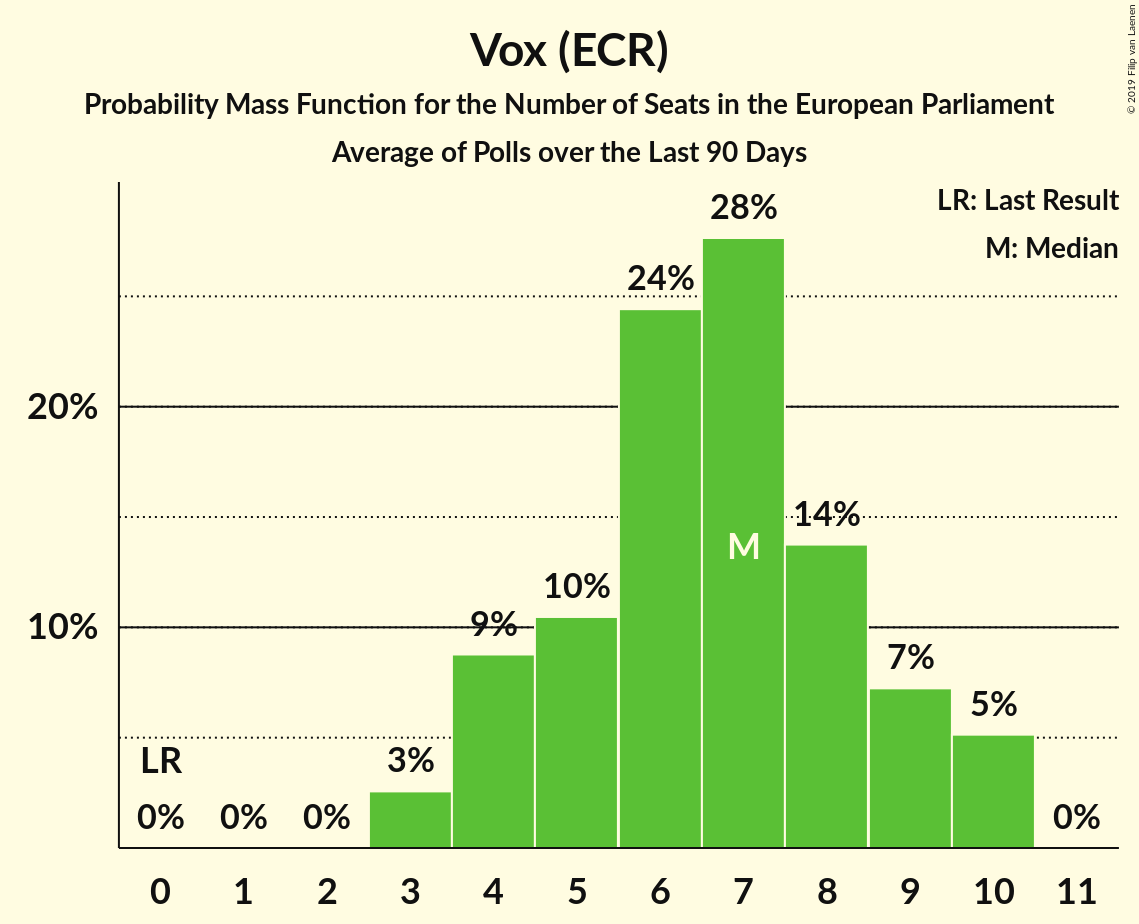 Vox (ECR)
Probability Mass Function for the Number of Seats in the European Parliament
Average of Polls over the Last 90 Days
© 2019 Filip van Laenen
LR: Last Result
M: Median
28%
24%
20%
14%
M
10%
10%
9%
7%
5%
LR
3%
0%
0%
0%
0%
0 1 2 3 4 5 6 7 8 9 10 11